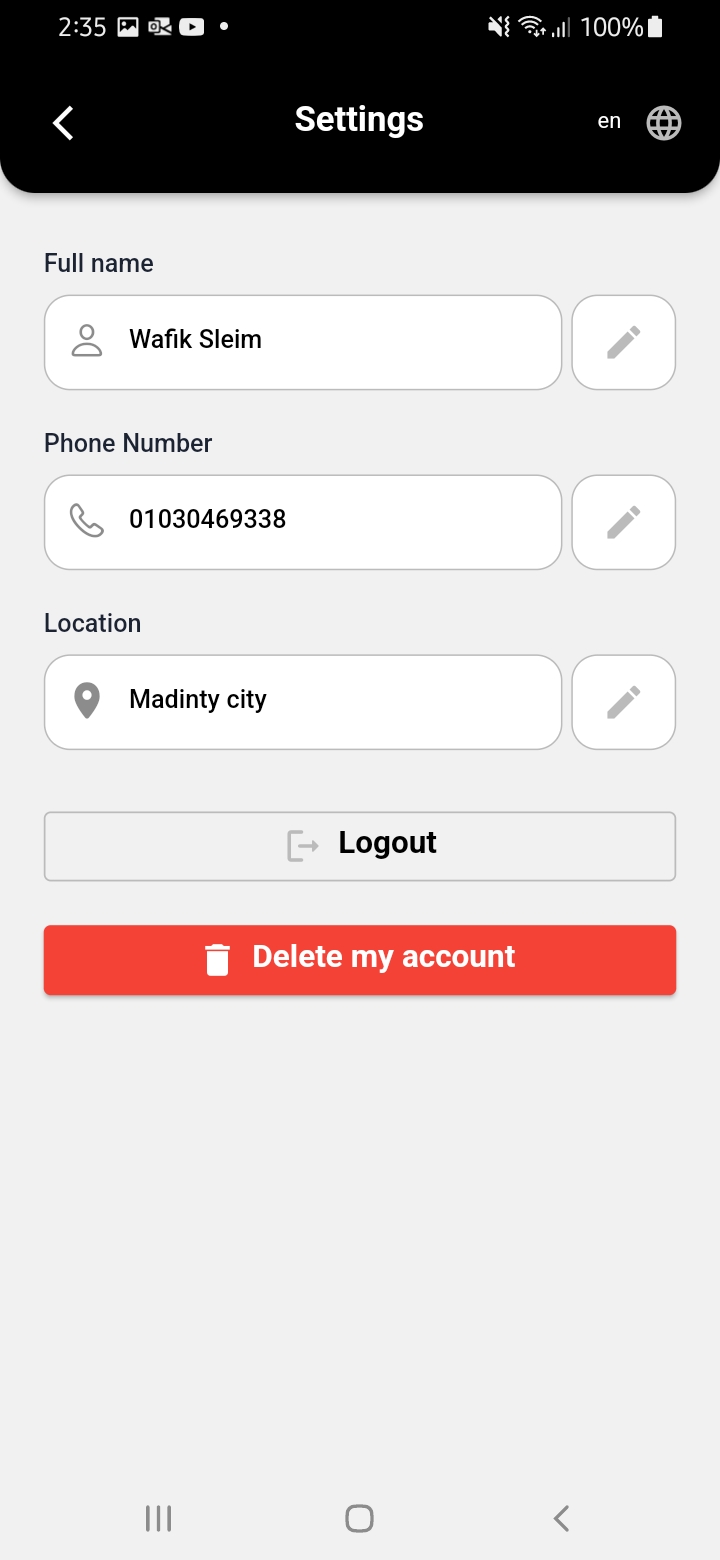 2:35 100%
Settings en
Full name
Wafik Sleim
Phone Number
01030469338
Location
Madinty city
Logout
Delete my account